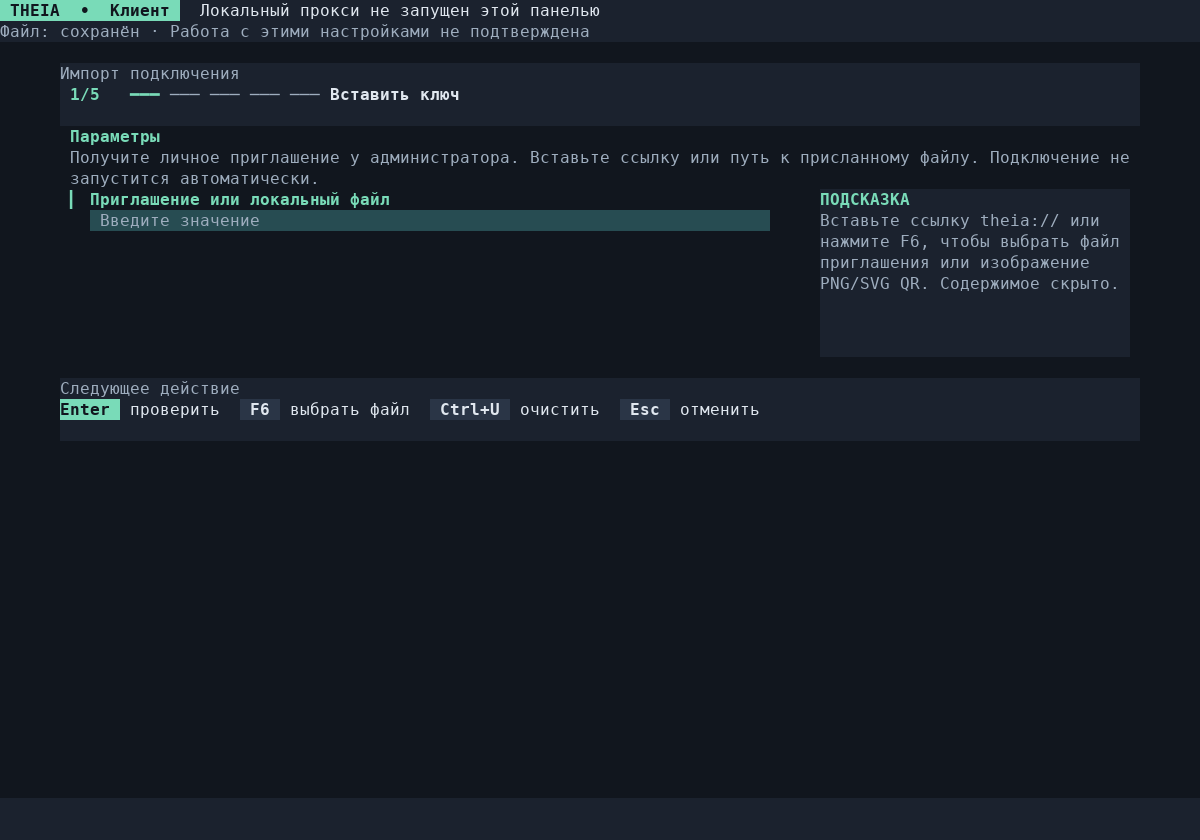 THEIA • Клиент Локальный прокси не запущен этой панелью
Файл: сохранён · Работа с этими настройками не подтверждена
Импорт подключения
1/5 ━━━ ─── ─── ─── ─── Вставить ключ
Параметры
Получите личное приглашение у администратора. Вставьте ссылку или путь к присланному файлу. Подключение не
запустится автоматически.
Приглашение или локальный файл
Введите значение
ПОДСКАЗКА
Вставьте ссылку theia:// или
нажмите F6, чтобы выбрать файл
приглашения или изображение
PNG/SVG QR. Содержимое скрыто.
Следующее действие
Enter проверить F6 выбрать файл Ctrl+U очистить Esc отменить